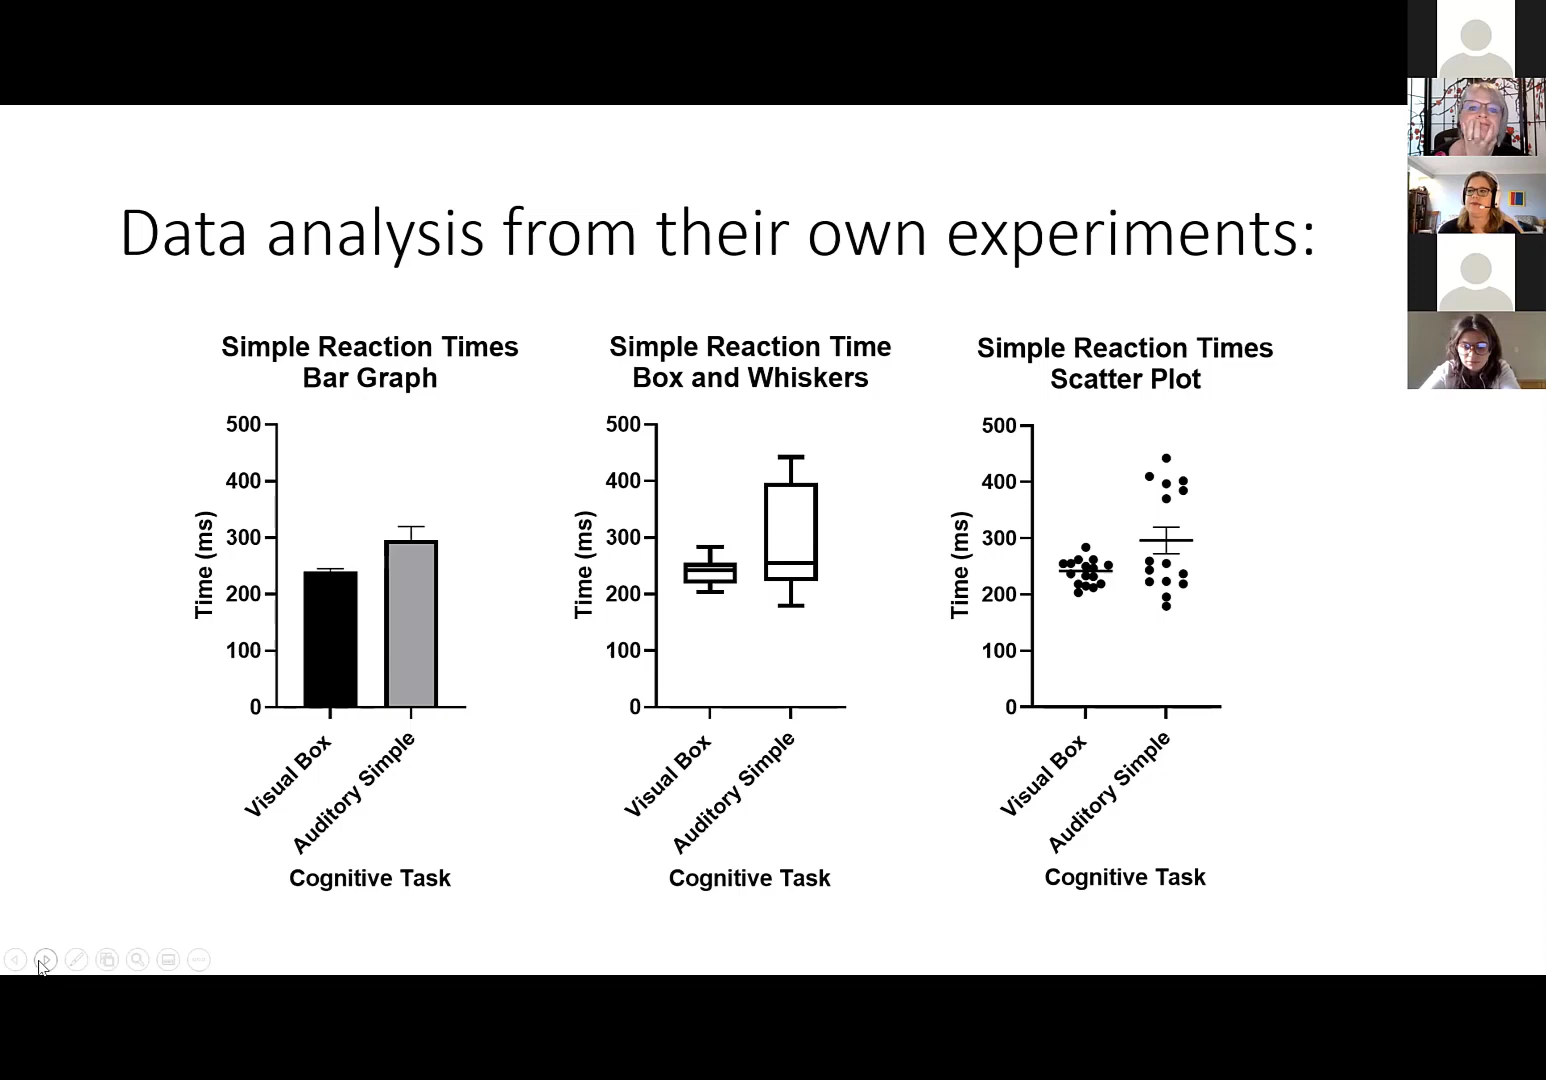 Data analysis from their own experiments:
Simple Reaction Times
Bar Graph
500
400
300
200
100
0
Time (ms)
Visual Box
Auditory Simple
Cognitive Task
Simple Reaction Time
Box and Whiskers
500
400
300
200
100
0
Time (ms)
Visual Box
Auditory Simple
Cognitive Task
Simple Reaction Times
Scatter Plot
500
400
300
200
100
0
Time (ms)
Visual Box
Auditory Simple
Cognitive Task